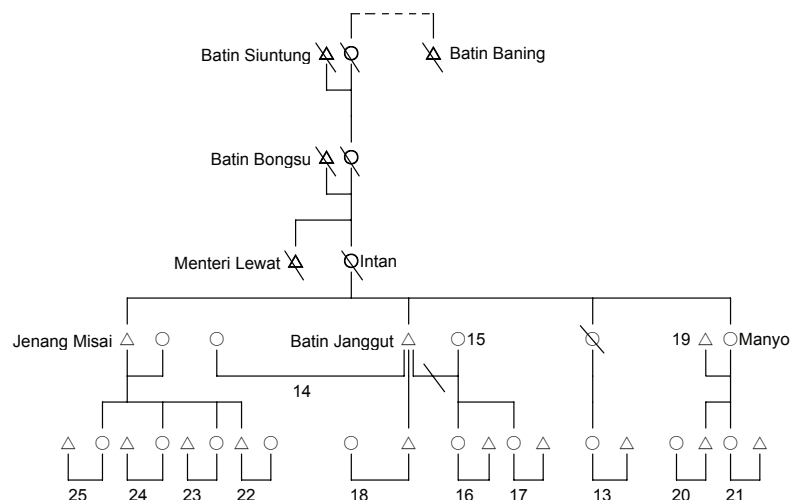 Batin Siuntung
Batin Baning
Batin Bongsu
Menteri Lewat
Intan
Jenang Misai
Batin Janggut
15
19
Manyo
14
25
24
23
22
18
16
17
13
20
21